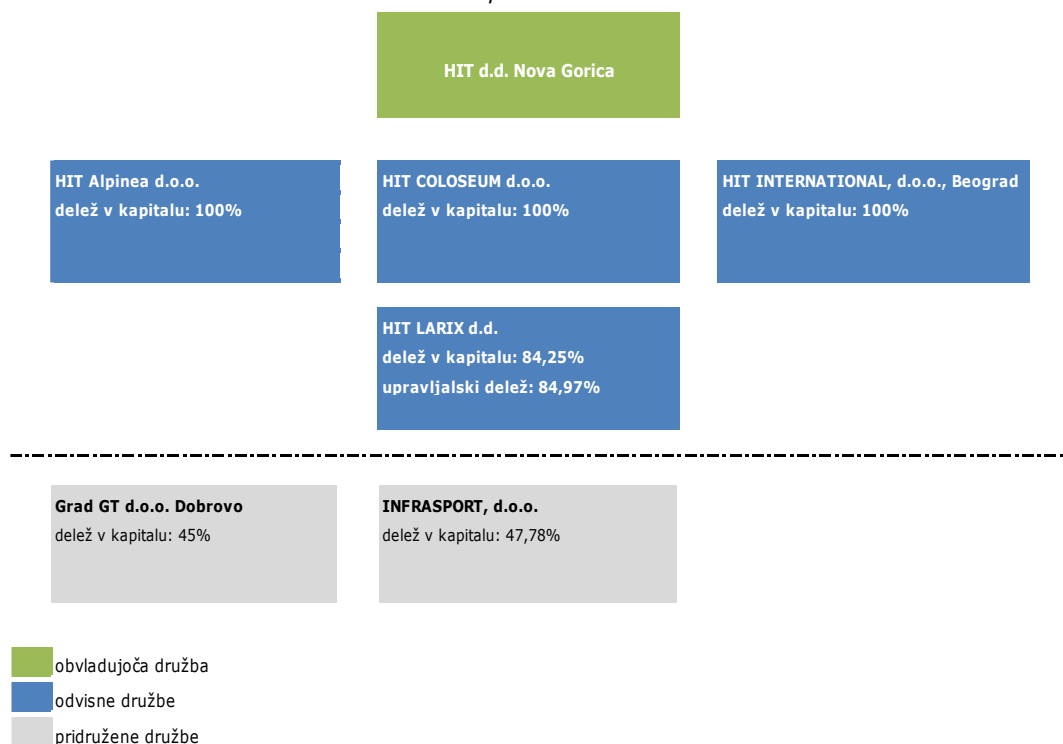 HIT d.d. Nova Gorica
HIT Alpinea d.o.o.
delež v kapitalu: 100%
HIT COLOSEUM d.o.o.
delež v kapitalu: 100%
HIT INTERNATIONAL, d.o.o., Beograd
delež v kapitalu: 100%
HIT LARIX d.d.
delež v kapitalu: 84,25%
upravljalski delež: 84,97%
Grad GT d.o.o. Dobrovo
delež v kapitalu: 45%
INFRASPORT, d.o.o.
delež v kapitalu: 47,78%
obvladujoča družba
odvisne družbe
pridružene družbe